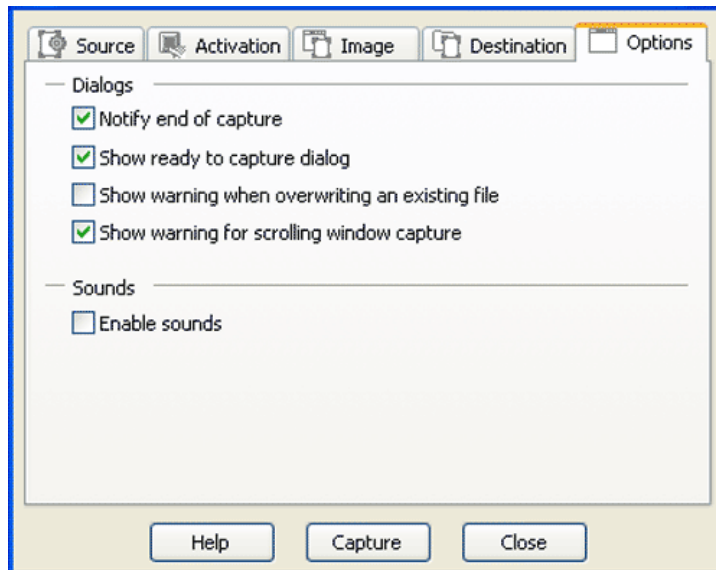 Source Activation Image Destination Options
Dialogs
Notify end of capture
Show ready to capture dialog
Show warning when overwriting an existing file
Show warning for scrolling window capture
Sounds
Enable sounds
Help Capture Close